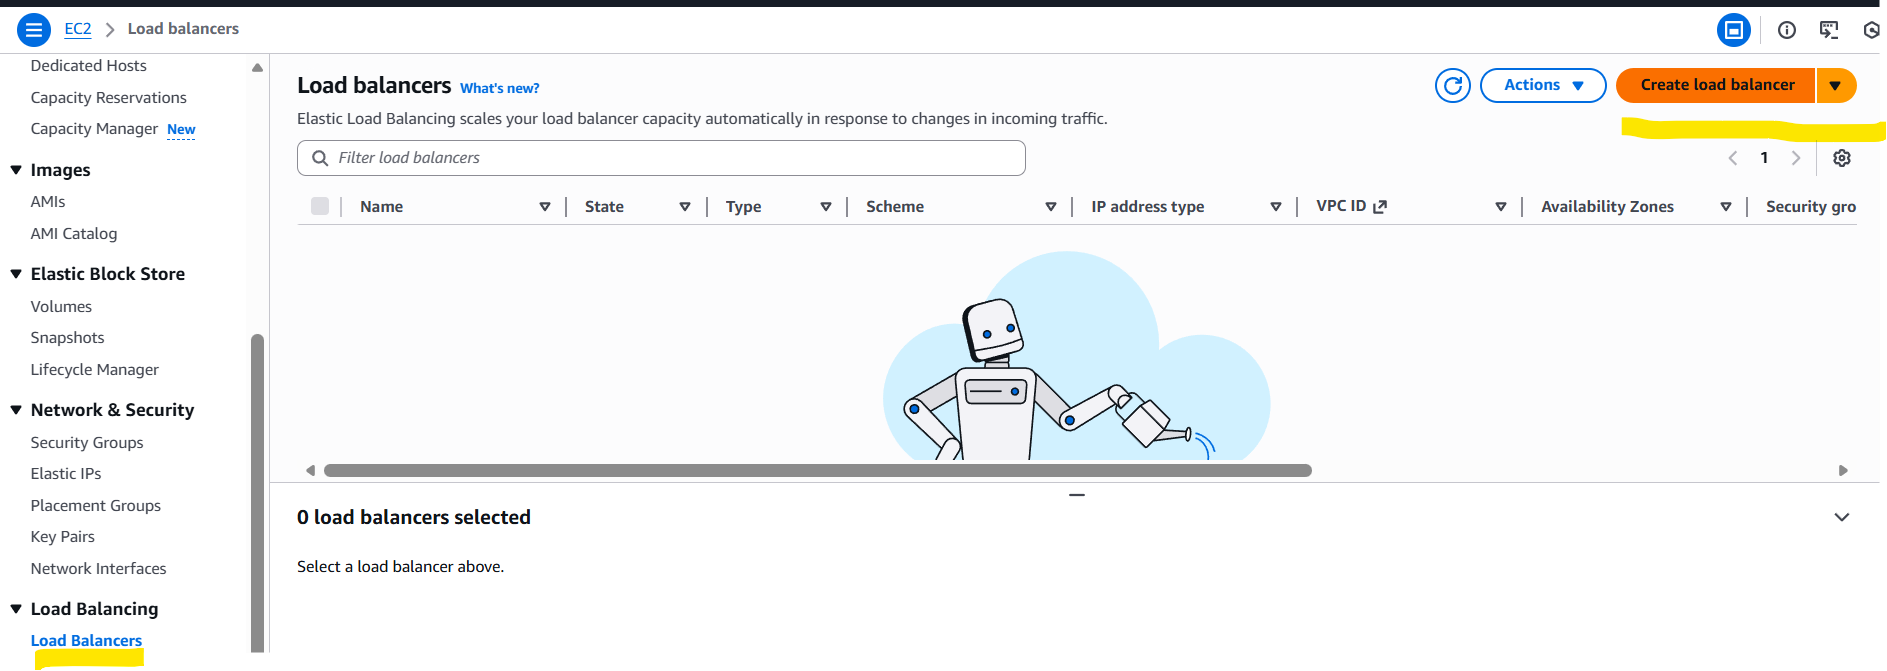 EC2 > Load balancers
Dedicated Hosts
Capacity Reservations
Capacity Manager New
Images
AMIs
AMI Catalog
Elastic Block Store
Volumes
Snapshots
Lifecycle Manager
Network & Security
Security Groups
Elastic IPs
Placement Groups
Key Pairs
Network Interfaces
Load Balancing
Load Balancers
Load balancers What's new?
Actions
Create load balancer
Elastic Load Balancing scales your load balancer capacity automatically in response to changes in incoming traffic.
Filter load balancers
1
Name State Type Scheme IP address type VPC ID Availability Zones Security gro
0 load balancers selected
Select a load balancer above.